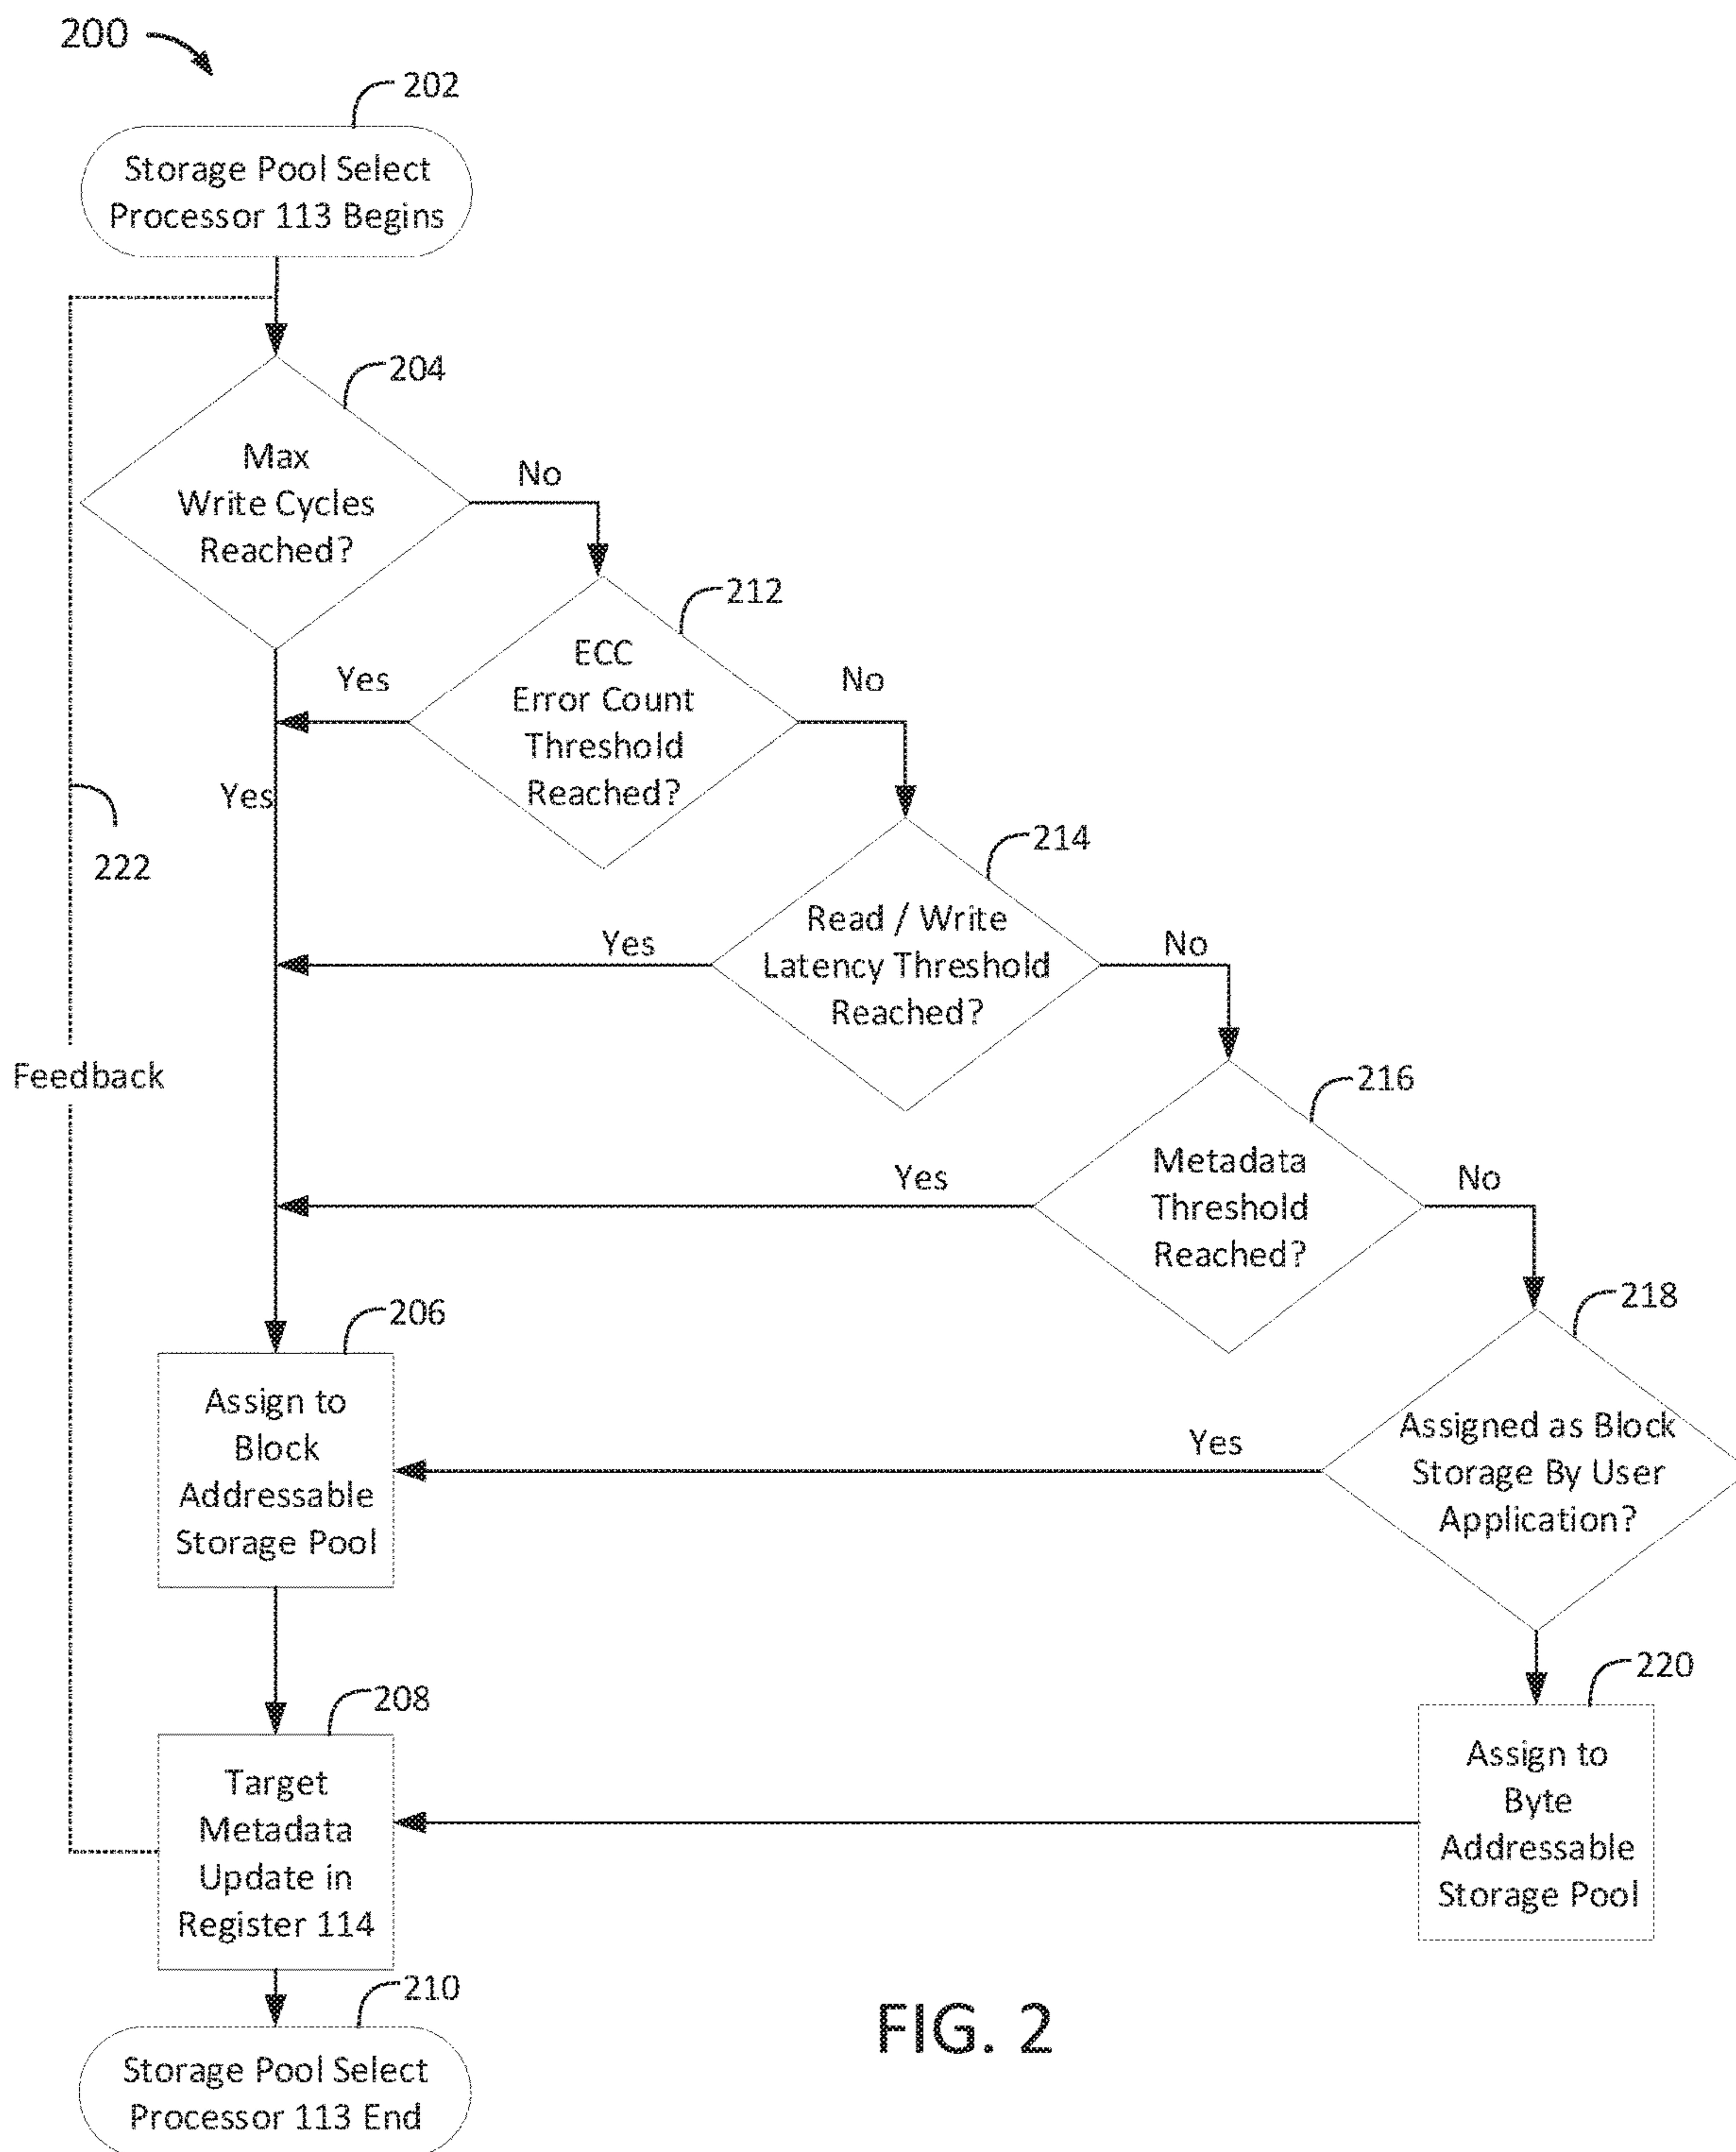 200
202
Storage Pool Select
Processor 113 Begins
204
Max
Write Cycles
Reached?
No
212
ECC
Error Count
Threshold
Reached?
Yes
No
Yes
222
214
Read / Write
Latency Threshold
Reached?
Yes
No
Feedback
216
Metadata
Threshold
Reached?
Yes
No
218
Assigned as Block
Storage By User
Application?
Yes
206
Assign to
Block
Addressable
Storage Pool
220
Assign to
Byte
Addressable
Storage Pool
208
Target
Metadata
Update in
Register 114
210
Storage Pool Select
Processor 113 End
FIG. 2